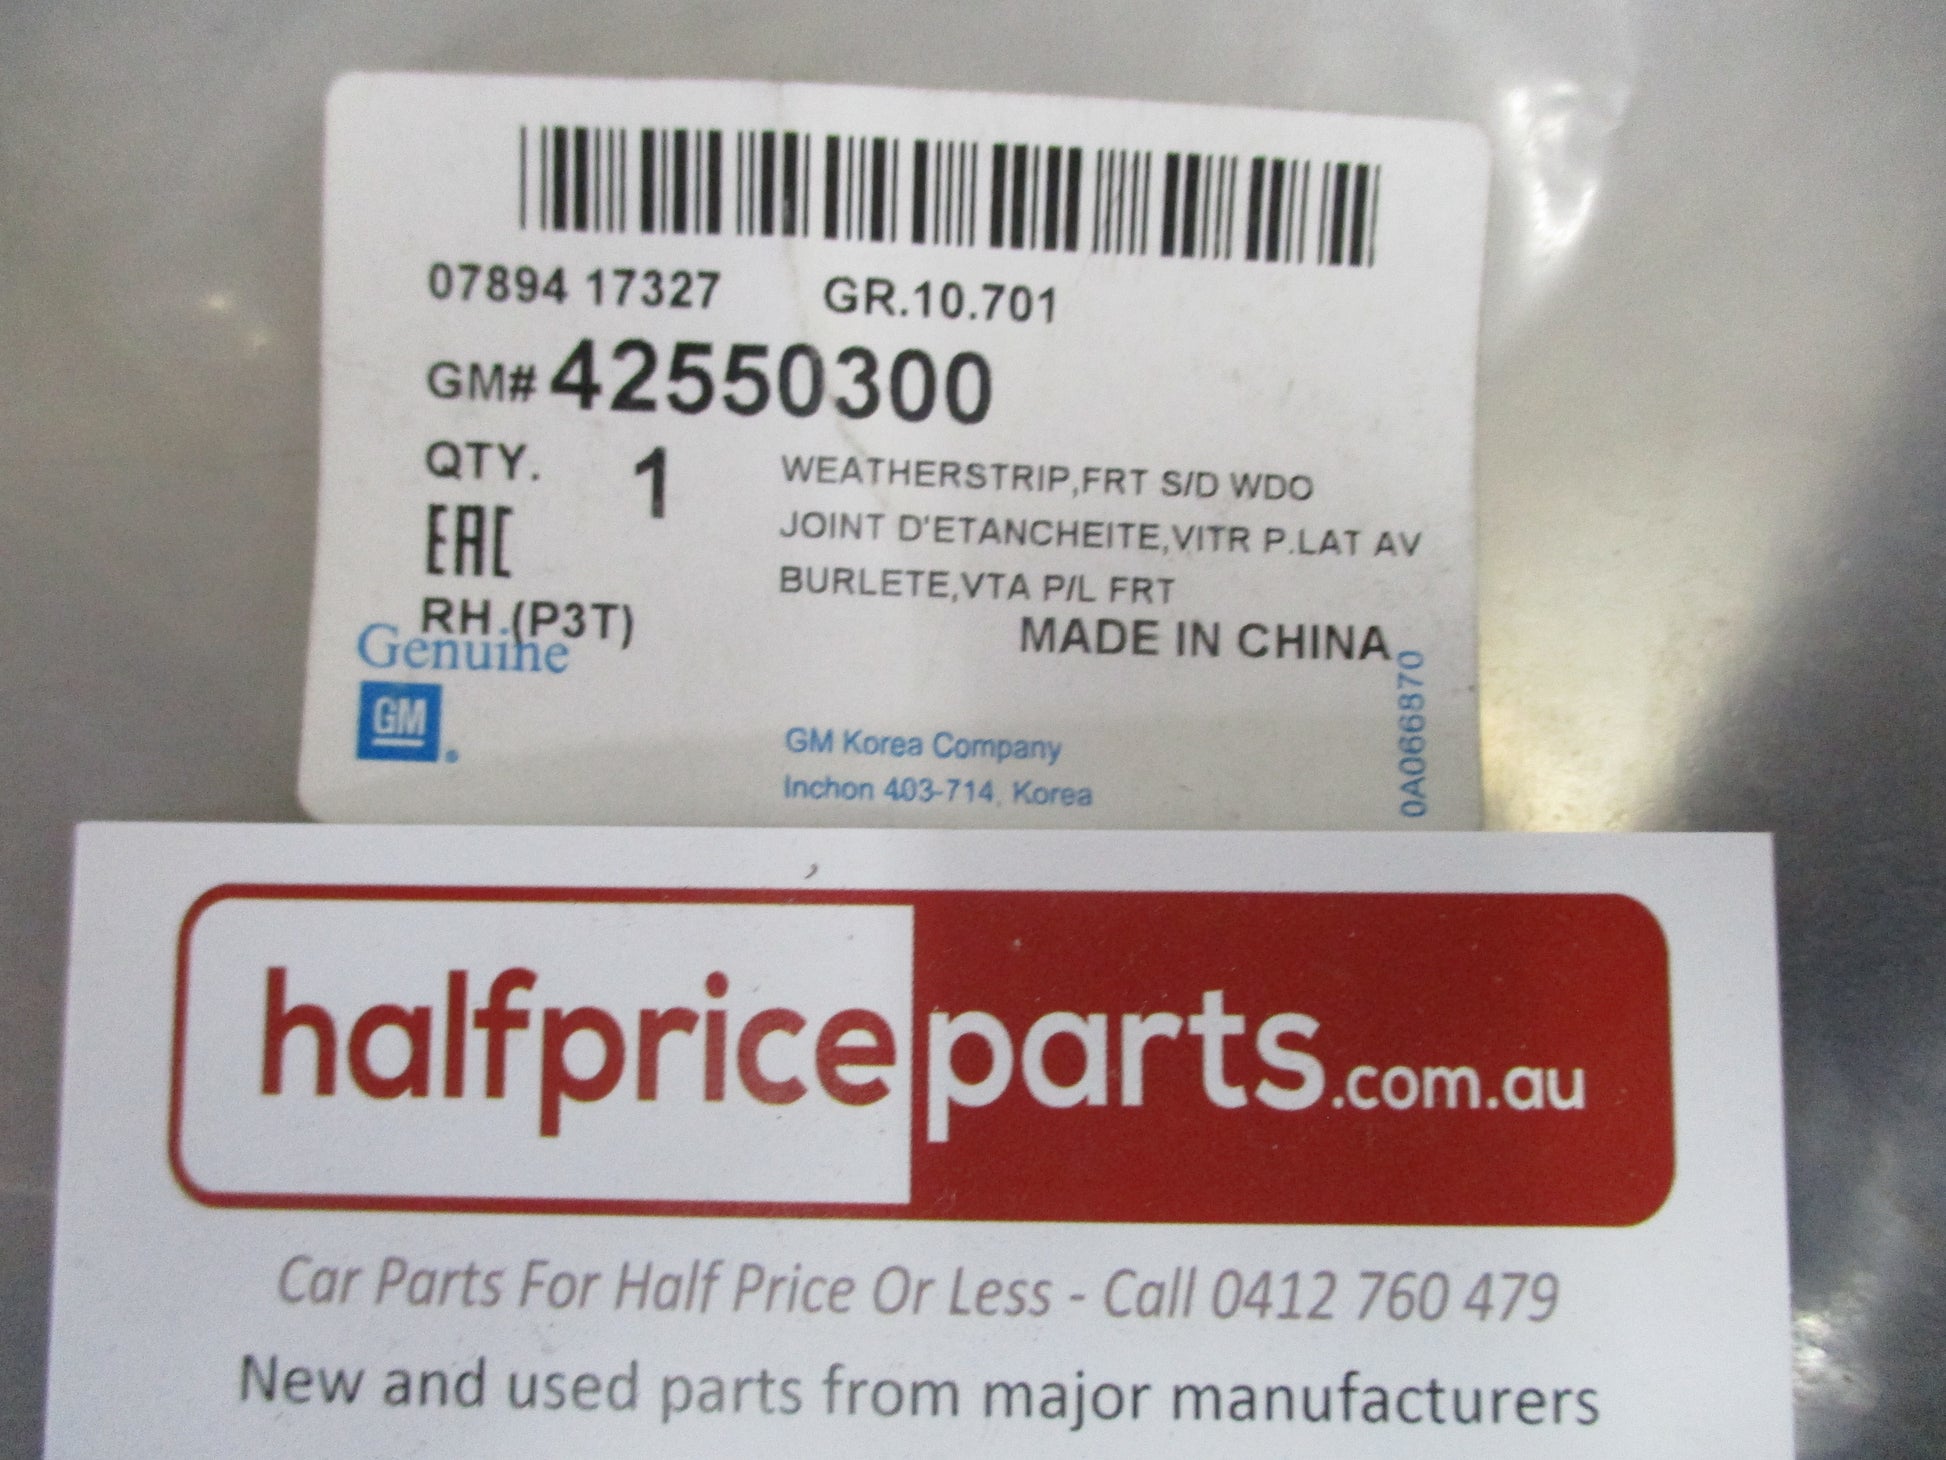 07894 17327 GR.10.701
GM# 42550300
QTY. 1
WEATHERSTRIP,FRT S/D WDO
JOINT D'ETANCHEITE,VITR P.LAT AV
BURLETE,VTA P/L FRT
EAC
RH (P3T)
MADE IN CHINA
Genuine
GM
GM Korea Company
Inchon 403-714, Korea
0A066870
halfpriceparts.com.au
Car Parts For Half Price Or Less - Call 0412 760 479
New and used parts from major manufacturers